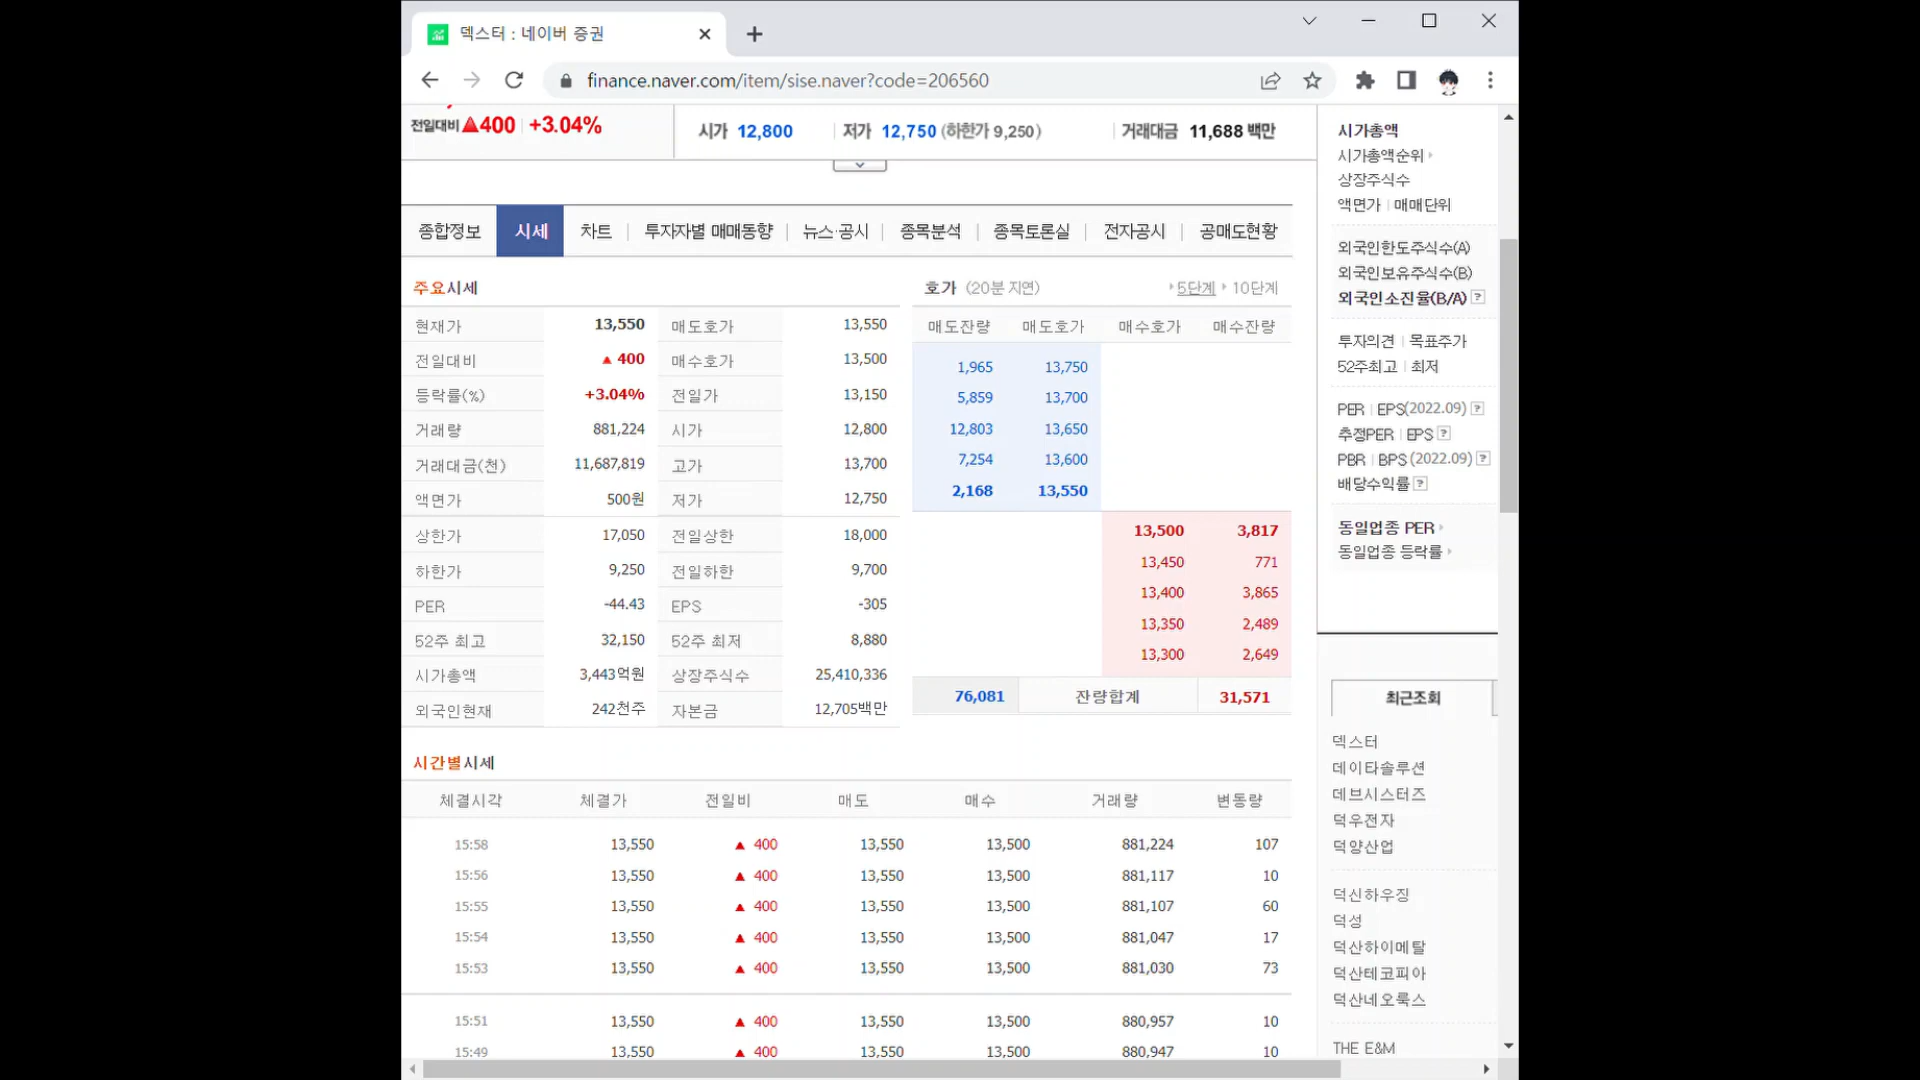 덱스터 : 네이버 증권
finance.naver.com/item/sise.naver?code=206560
전일대비 ▲400 +3.04%
시가 12,800 저가 12,750 (하한가 9,250) 거래대금 11,688 백만
종합정보 시세 차트 투자자별 매매동향 뉴스·공시 종목분석 종목토론실 전자공시 공매도현황
주요시세
현재가 13,550 매도호가 13,550
전일대비 ▲ 400 매수호가 13,500
등락률(%) +3.04% 전일가 13,150
거래량 881,224 시가 12,800
거래대금(천) 11,687,819 고가 13,700
액면가 500원 저가 12,750
상한가 17,050 전일상한 18,000
하한가 9,250 전일하한 9,700
PER -44.43 EPS -305
52주 최고 32,150 52주 최저 8,880
시가총액 3,443억원 상장주식수 25,410,336
외국인현재 242천주 자본금 12,705백만
호가 (20분 지연) 5단계 10단계
매도잔량 매도호가 매수호가 매수잔량
1,965 13,750
5,859 13,700
12,803 13,650
7,254 13,600
2,168 13,550
13,500 3,817
13,450 771
13,400 3,865
13,350 2,489
13,300 2,649
76,081 잔량합계 31,571
시간별시세
체결시각 체결가 전일비 매도 매수 거래량 변동량
15:58 13,550 ▲ 400 13,550 13,500 881,224 107
15:56 13,550 ▲ 400 13,550 13,500 881,117 10
15:55 13,550 ▲ 400 13,550 13,500 881,107 60
15:54 13,550 ▲ 400 13,550 13,500 881,047 17
15:53 13,550 ▲ 400 13,550 13,500 881,030 73
15:51 13,550 ▲ 400 13,550 13,500 880,957 10
15:49 13,550 ▲ 400 13,550 13,500 880,947 10
시가총액
시가총액순위
상장주식수
액면가 | 매매단위
외국인한도주식수(A)
외국인보유주식수(B)
외국인소진율(B/A) ?
투자의견 | 목표주가
52주최고 | 최저
PER | EPS(2022.09) ?
추정PER | EPS ?
PBR | BPS (2022.09) ?
배당수익률 ?
동일업종 PER
동일업종 등락률
최근조회
덱스터
데이타솔루션
데브시스터즈
덕우전자
덕양산업
덕신하우징
덕성
덕산하이메탈
덕산테코피아
덕산네오룩스
THE E&M